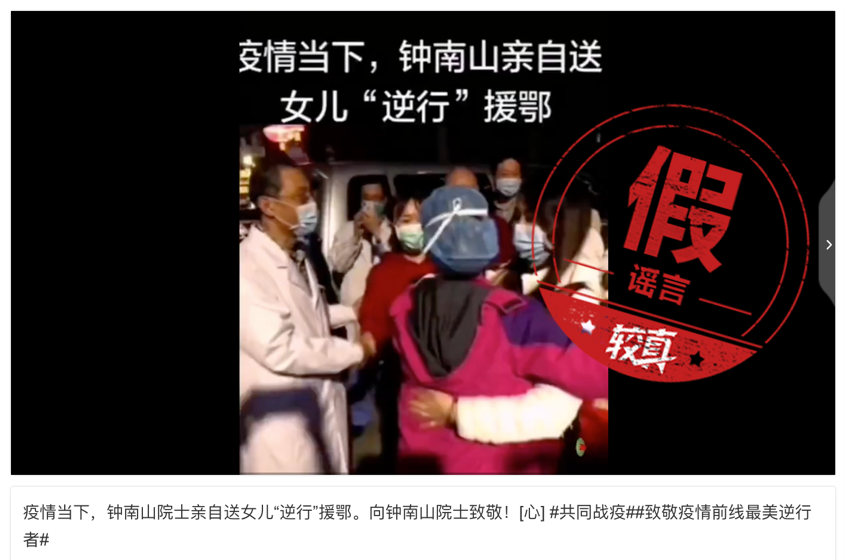 疫情当下，钟南山亲自送
女儿“逆行”援鄂
假
谣言
较真
疫情当下，钟南山院士亲自送女儿“逆行”援鄂。向钟南山院士致敬！[心] #共同战疫##致敬疫情前线最美逆行
者#